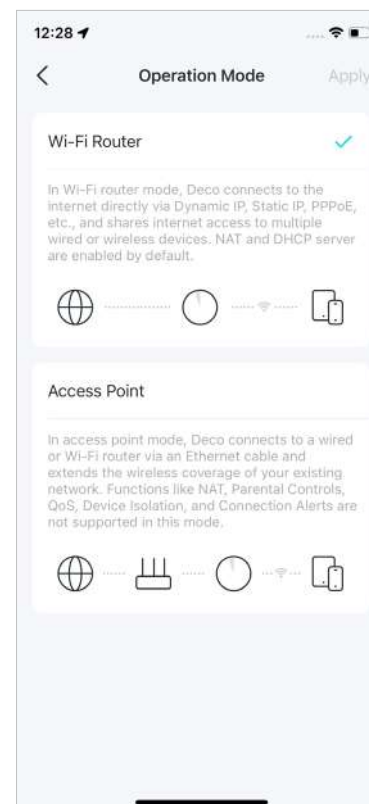 12:28
Operation Mode
Apply
Wi-Fi Router
In Wi-Fi router mode, Deco connects to the
internet directly via Dynamic IP, Static IP, PPPoE,
etc., and shares internet access to multiple
wired or wireless devices. NAT and DHCP server
are enabled by default.
Access Point
In access point mode, Deco connects to a wired
or Wi-Fi router via an Ethernet cable and
extends the wireless coverage of your existing
network. Functions like NAT, Parental Controls,
QoS, Device Isolation, and Connection Alerts are
not supported in this mode.